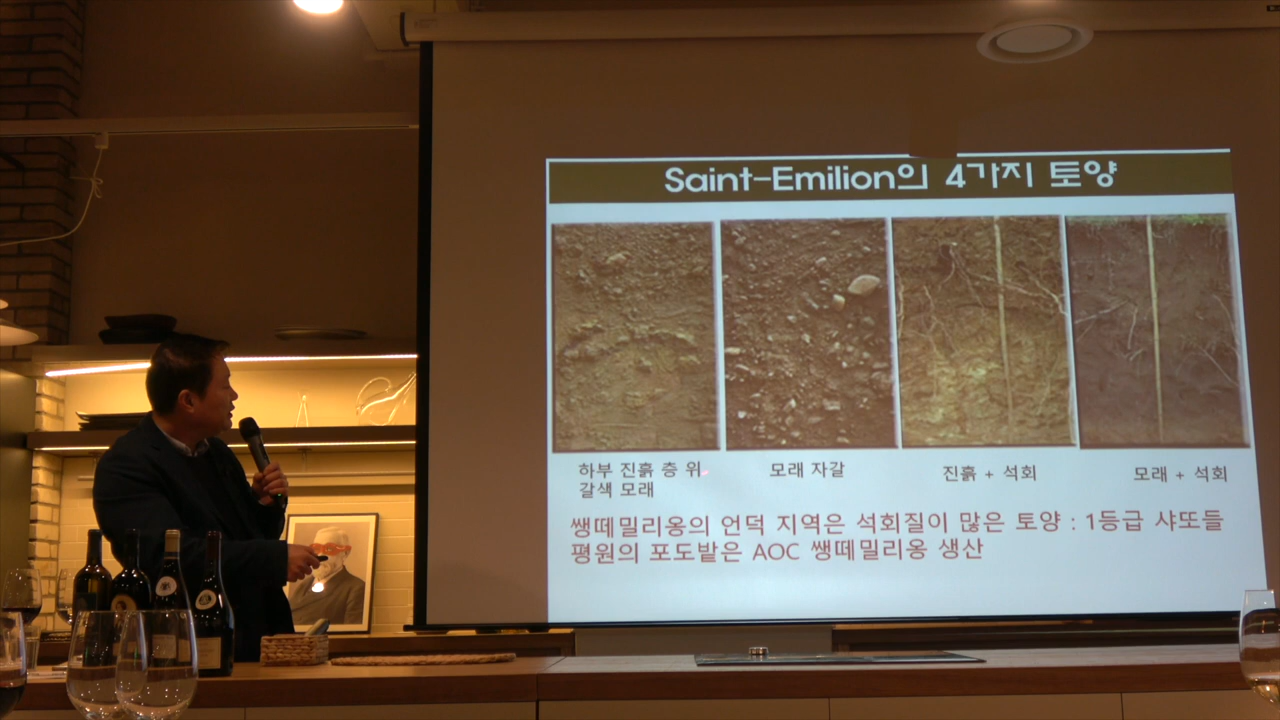 Saint-Emilion의 4가지 토양
하부 진흙 층 위
갈색 모래
모래 자갈
진흙 + 석회
모래 + 석회
쌩떼밀리옹의 언덕 지역은 석회질이 많은 토양 : 1등급 샤또들
평원의 포도밭은 AOC 쌩떼밀리옹 생산